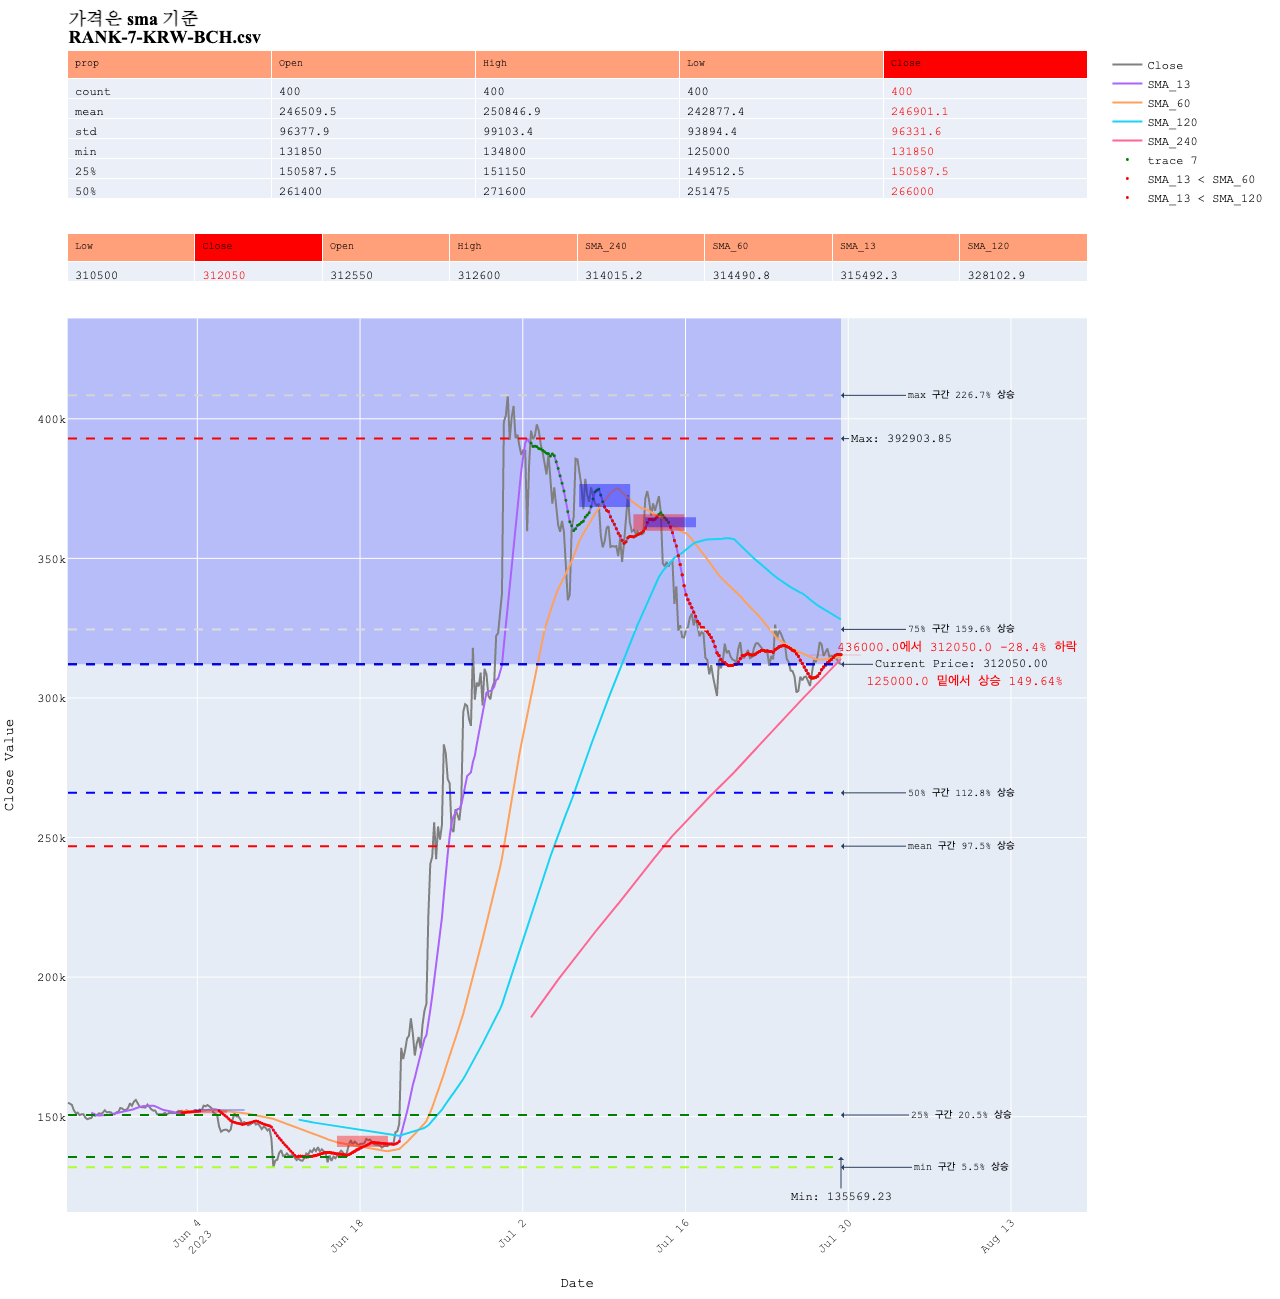 가격은 sma 기준
RANK-7-KRW-BCH.csv
prop Open High Low Close
count 400 400 400 400
mean 246509.5 250846.9 242877.4 246901.1
std 96377.9 99103.4 93894.4 96331.6
min 131850 134800 125000 131850
25% 150587.5 151150 149512.5 150587.5
50% 261400 271600 251475 266000
Close
SMA_13
SMA_60
SMA_120
SMA_240
trace 7
SMA_13 < SMA_60
SMA_13 < SMA_120
Low Close Open High SMA_240 SMA_60 SMA_13 SMA_120
310500 312050 312550 312600 314015.2 314490.8 315492.3 328102.9
max 구간 226.7% 상승
400k
Max: 392903.85
350k
75% 구간 159.6% 상승
436000.0에서 312050.0 -28.4% 하락
Current Price: 312050.00
125000.0 밑에서 상승 149.64%
300k
50% 구간 112.8% 상승
mean 구간 97.5% 상승
250k
200k
150k
25% 구간 20.5% 상승
min 구간 5.5% 상승
Min: 135569.23
Close Value
Jun 4
2023
Jun 18
Jul 2
Jul 16
Jul 30
Aug 13
Date